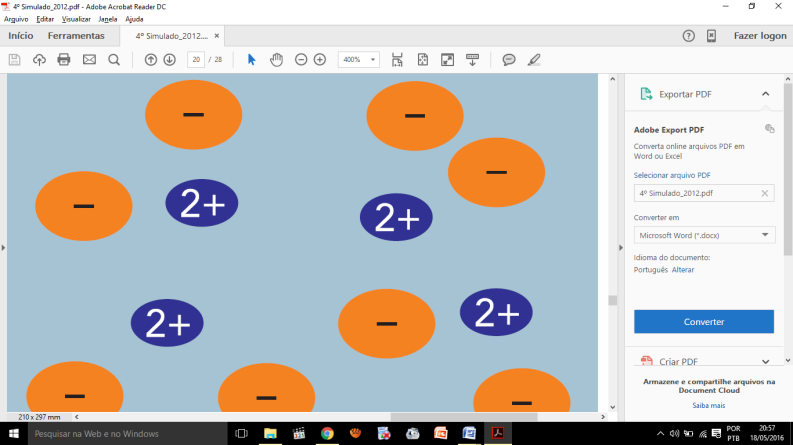 4º Simulado_2012.pdf - Adobe Acrobat Reader DC
Arquivo Editar Visualizar Janela Ajuda
Início Ferramentas 4º Simulado_2012.... × Fazer logon
20 / 28 400%
− −
− −
2+ 2+
− 2+
2+
− − −
210 x 297 mm
Exportar PDF
Adobe Export PDF
Converta online arquivos PDF em
Word ou Excel
Selecionar arquivo PDF
4º Simulado_2012.pdf ×
Converter em
Microsoft Word (*.docx)
Idioma do documento:
Português Alterar
Converter
Criar PDF
Armazene e compartilhe arquivos na
Document Cloud
Saiba mais
Pesquisar na Web e no Windows
POR 20:57
PTB 18/05/2016